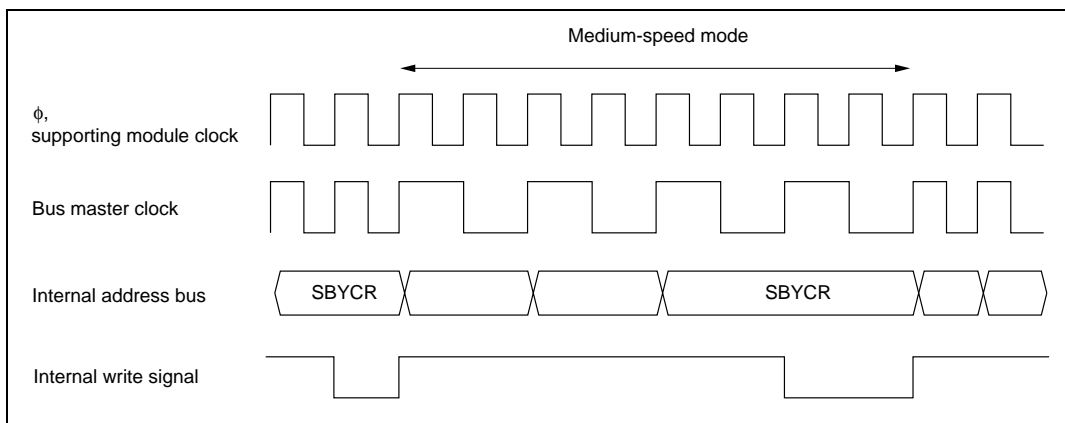 Medium-speed mode
ϕ,
supporting module clock
Bus master clock
Internal address bus
SBYCR
SBYCR
Internal write signal